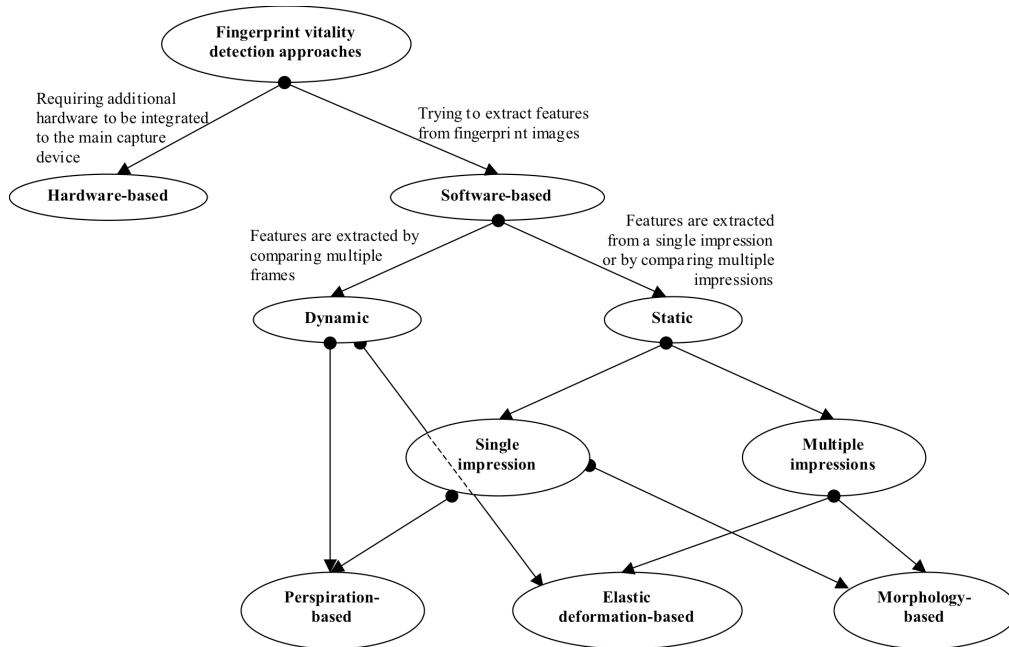 Fingerprint vitality
detection approaches
Requiring additional
hardware to be integrated
to the main capture
device
Trying to extract features
from fingerprint images
Hardware-based
Software-based
Features are extracted by
comparing multiple
frames
Features are extracted
from a single impression
or by comparing multiple
impressions
Dynamic
Static
Single
impression
Multiple
impressions
Perspiration-
based
Elastic
deformation-based
Morphology-
based